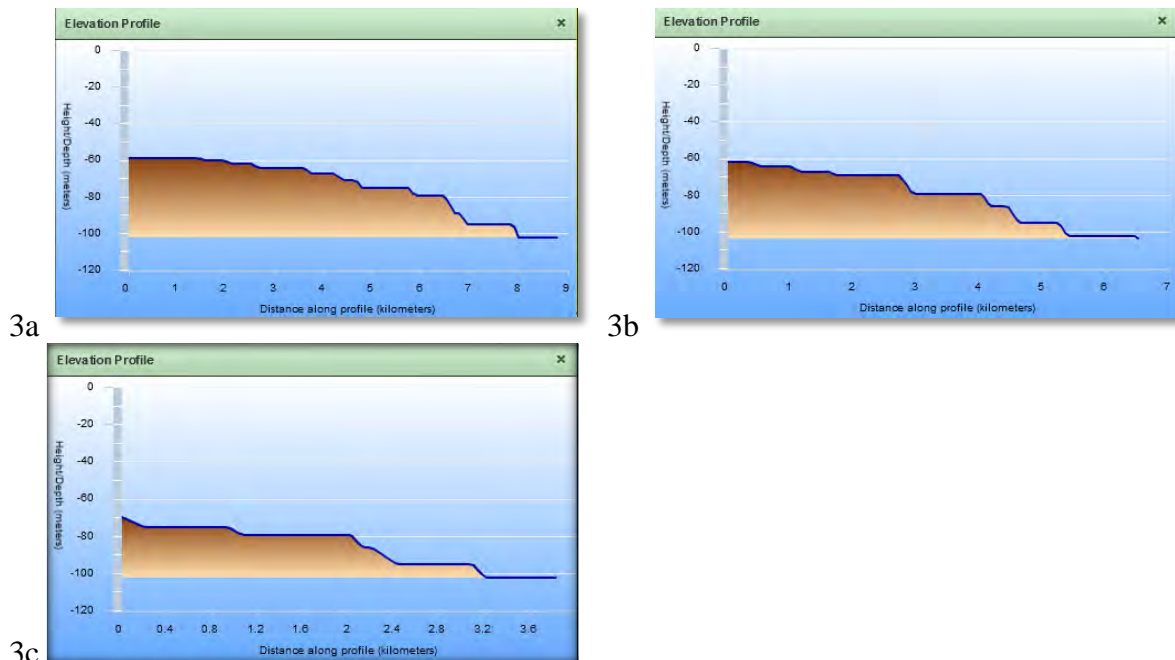 Elevation Profile ×
0
-20
-40
-60
-80
-100
-120
Height/Depth (meters)
0 1 2 3 4 5 6 7 8 9
Distance along profile (kilometers)
3a
Elevation Profile ×
0
-20
-40
-60
-80
-100
-120
Height/Depth (meters)
0 1 2 3 4 5 6 7
Distance along profile (kilometers)
3b
Elevation Profile ×
0
-20
-40
-60
-80
-100
-120
Height/Depth (meters)
0 0.4 0.8 1.2 1.6 2 2.4 2.8 3.2 3.6
Distance along profile (kilometers)
3c